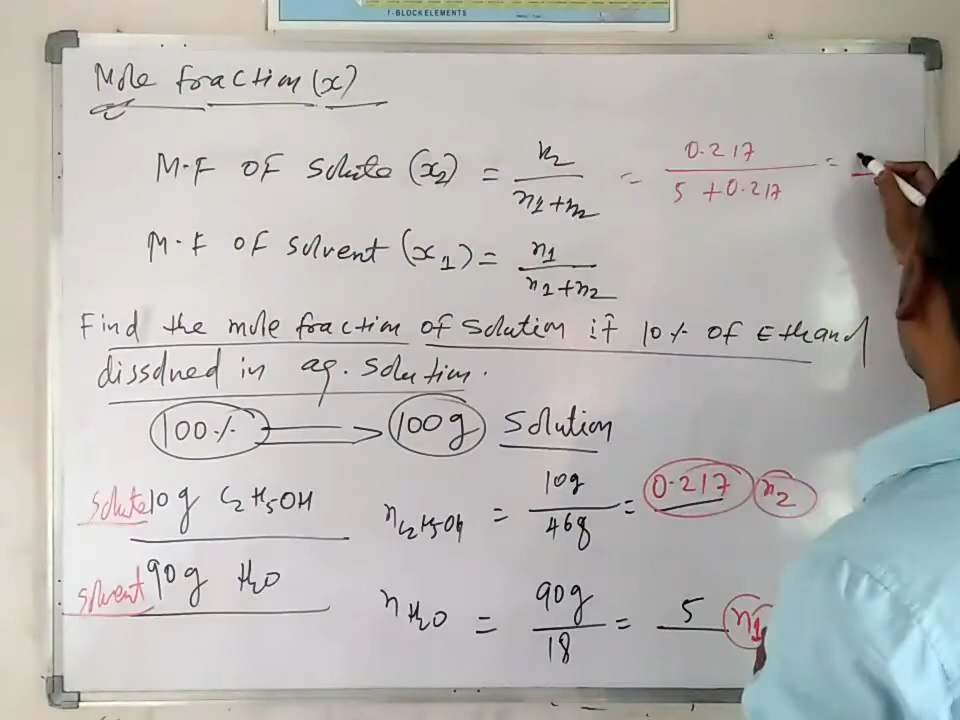 f-BLOCK ELEMENTS
Mole fraction (x)
M.F OF Solute (x2) = n2 / n1+n2 = 0.217 / 5 + 0.217 =
M.F OF Solvent (x1) = n1 / n1+n2
Find the mole fraction of Solution if 10% of Ethanol
dissolved in aq. Solution.
100% ⟹ 100g Solution
Solute 10g C2H5OH nC2H5OH = 10g / 46g = 0.217 n2
Solvent 90g H2O nH2O = 90g / 18 = 5 n1